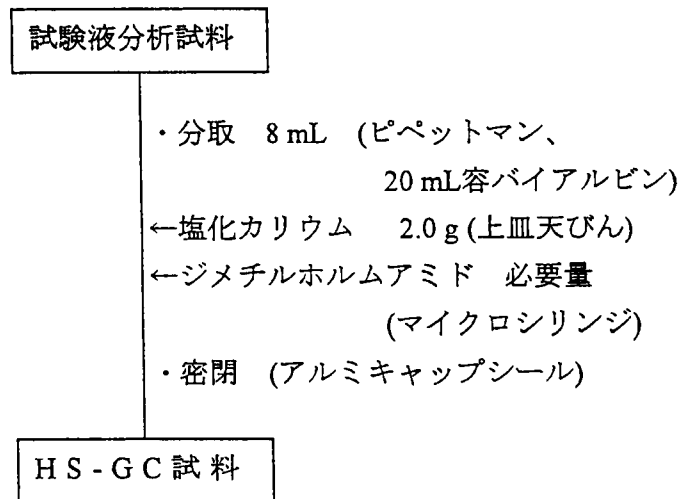 試験液分析試料
・分取 8 mL (ピペットマン、
20 mL容バイアルビン)
←塩化カリウム 2.0 g (上皿天びん)
←ジメチルホルムアミド 必要量
(マイクロシリンジ)
・密閉 (アルミキャップシール)
HS-GC試料